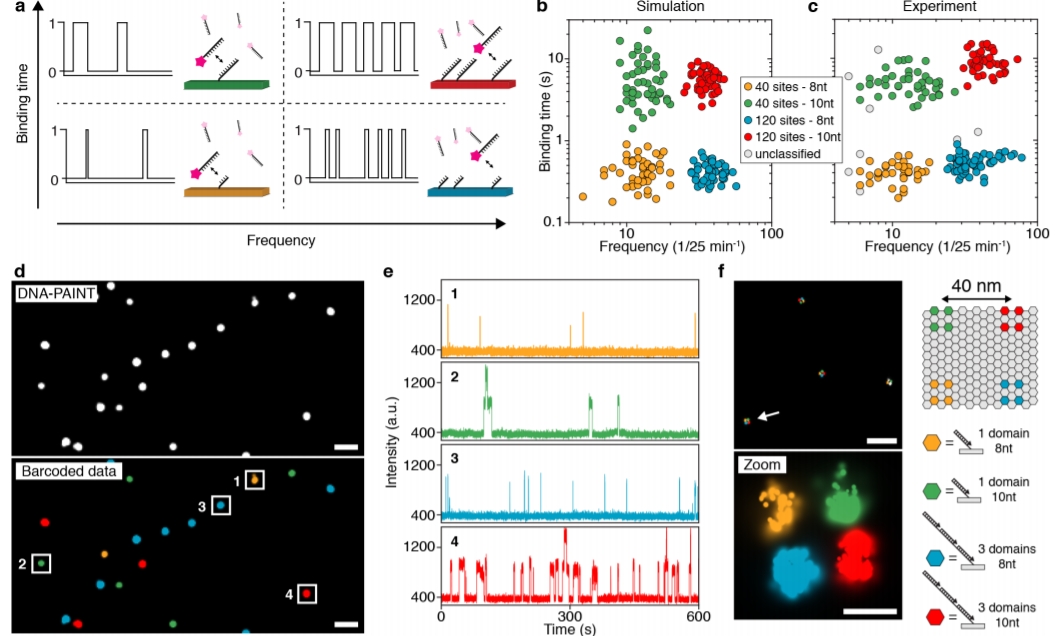 a
Binding time
1
0
1
0
1
0
1
0
Frequency
b
Simulation
Binding time (s)
10
1
0.1
10
100
Frequency (1/25 min⁻¹)
40 sites - 8nt
40 sites - 10nt
120 sites - 8nt
120 sites - 10nt
unclassified
c
Experiment
10
100
Frequency (1/25 min⁻¹)
d
DNA-PAINT
Barcoded data
1
3
2
4
e
Intensity (a.u.)
1
1200
400
2
1200
400
3
1200
400
4
1200
400
0
300
600
Time (s)
f
Zoom
40 nm
= 1 domain
8nt
= 1 domain
10nt
= 3 domains
8nt
= 3 domains
10nt